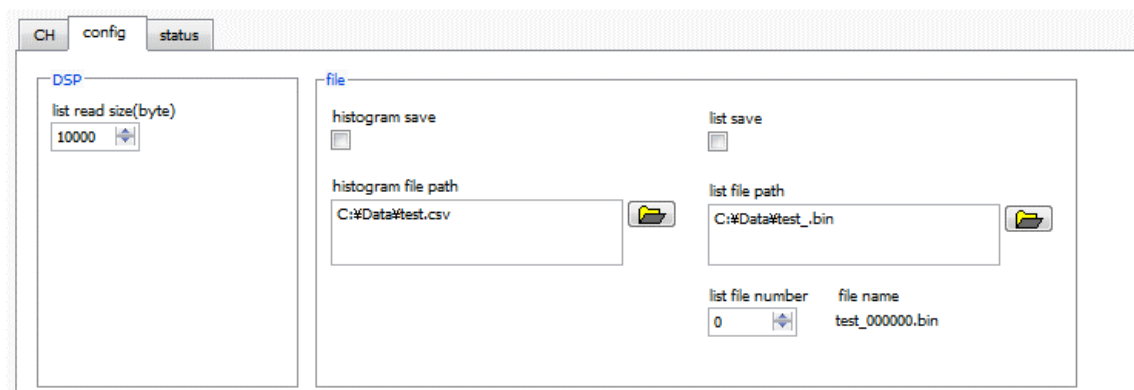 CH
config
status
DSP
list read size(byte)
10000
file
histogram save
list save
histogram file path
C:¥Data¥test.csv
list file path
C:¥Data¥test_.bin
list file number
file name
0
test_000000.bin